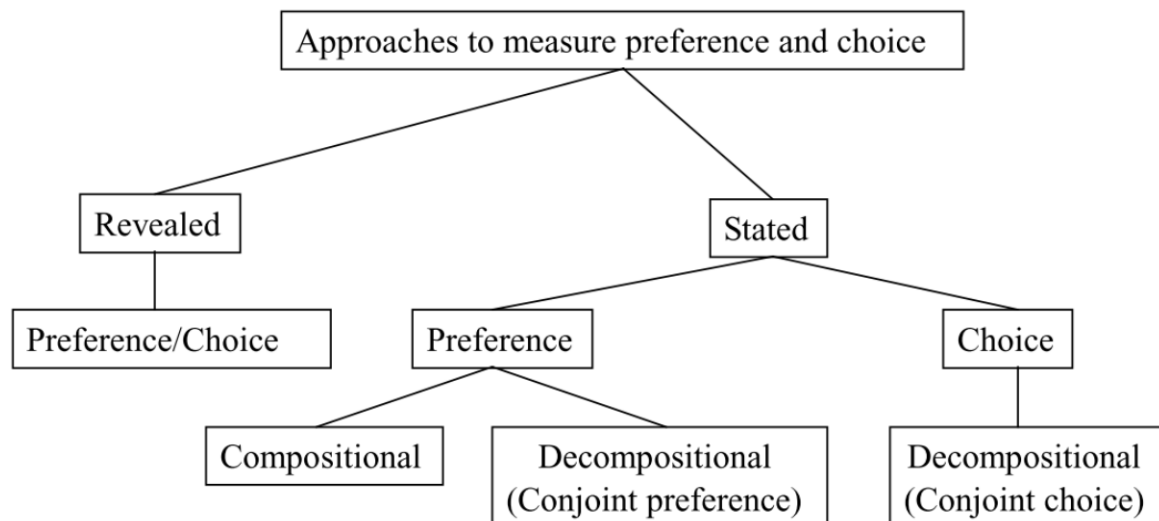 Approaches to measure preference and choice
Revealed
Stated
Preference/Choice
Preference
Choice
Compositional
Decompositional
(Conjoint preference)
Decompositional
(Conjoint choice)